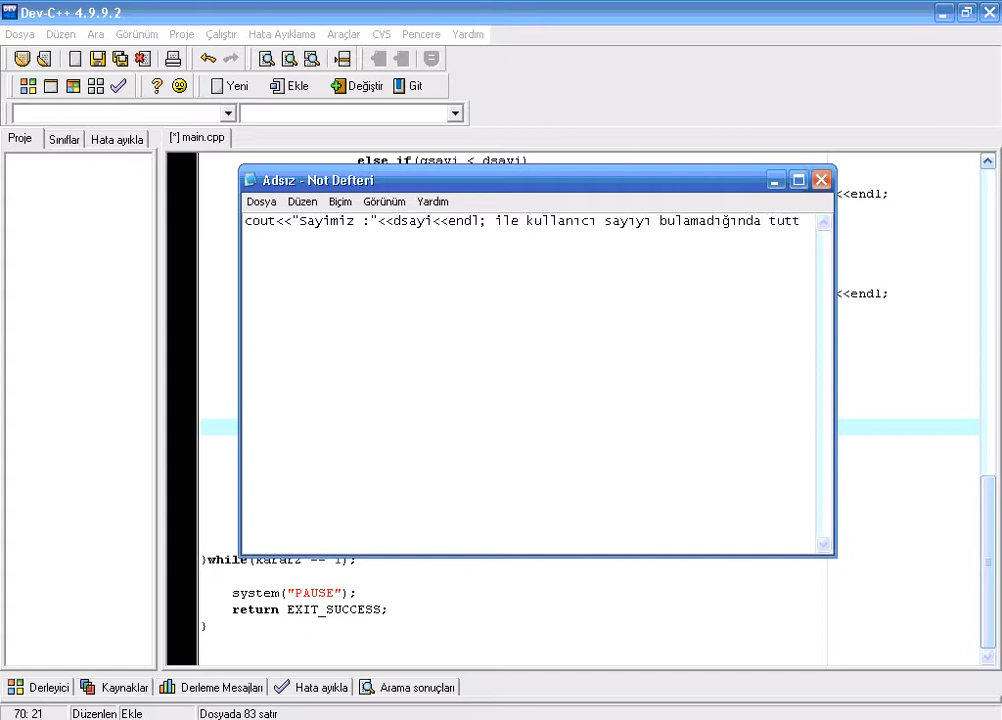 Dev-C++ 4.9.9.2
Dosya Düzen Ara Görünüm Proje Çalıştır Hata Ayıklama Araçlar CVS Pencere Yardım
Yeni Ekle Değiştir Git
Proje Sınıflar Hata ayıkla [*] main.cpp
else if(gsayi < dsayi)
<<endl;
Adsız - Not Defteri
Dosya Düzen Biçim Görünüm Yardım
cout<<"Sayimiz :"<<dsayi<<endl; ile kullanıcı sayıyı bulamadığında tutt
<<endl;
}while(karar2 == 1);
system("PAUSE");
return EXIT_SUCCESS;
}
Derleyici Kaynaklar Derleme Mesajları Hata ayıkla Arama sonuçları
70: 21 Düzenlen Ekle Dosyada 83 satır